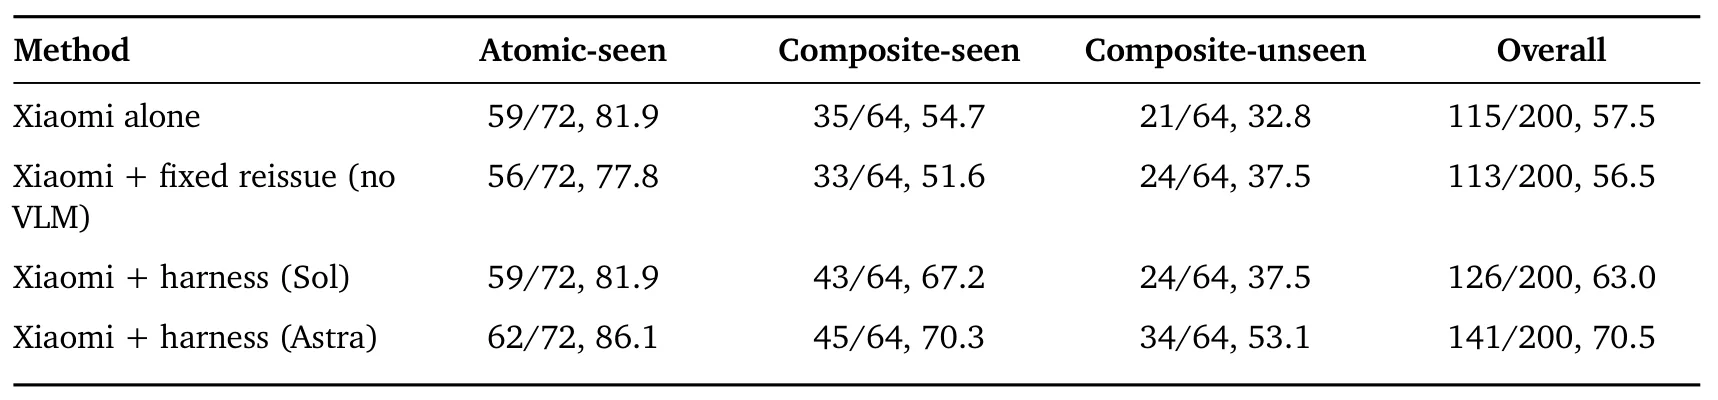 Method Atomic-seen Composite-seen Composite-unseen Overall
Xiaomi alone 59/72, 81.9 35/64, 54.7 21/64, 32.8 115/200, 57.5
Xiaomi + fixed reissue (no 56/72, 77.8 33/64, 51.6 24/64, 37.5 113/200, 56.5
VLM)
Xiaomi + harness (Sol) 59/72, 81.9 43/64, 67.2 24/64, 37.5 126/200, 63.0
Xiaomi + harness (Astra) 62/72, 86.1 45/64, 70.3 34/64, 53.1 141/200, 70.5